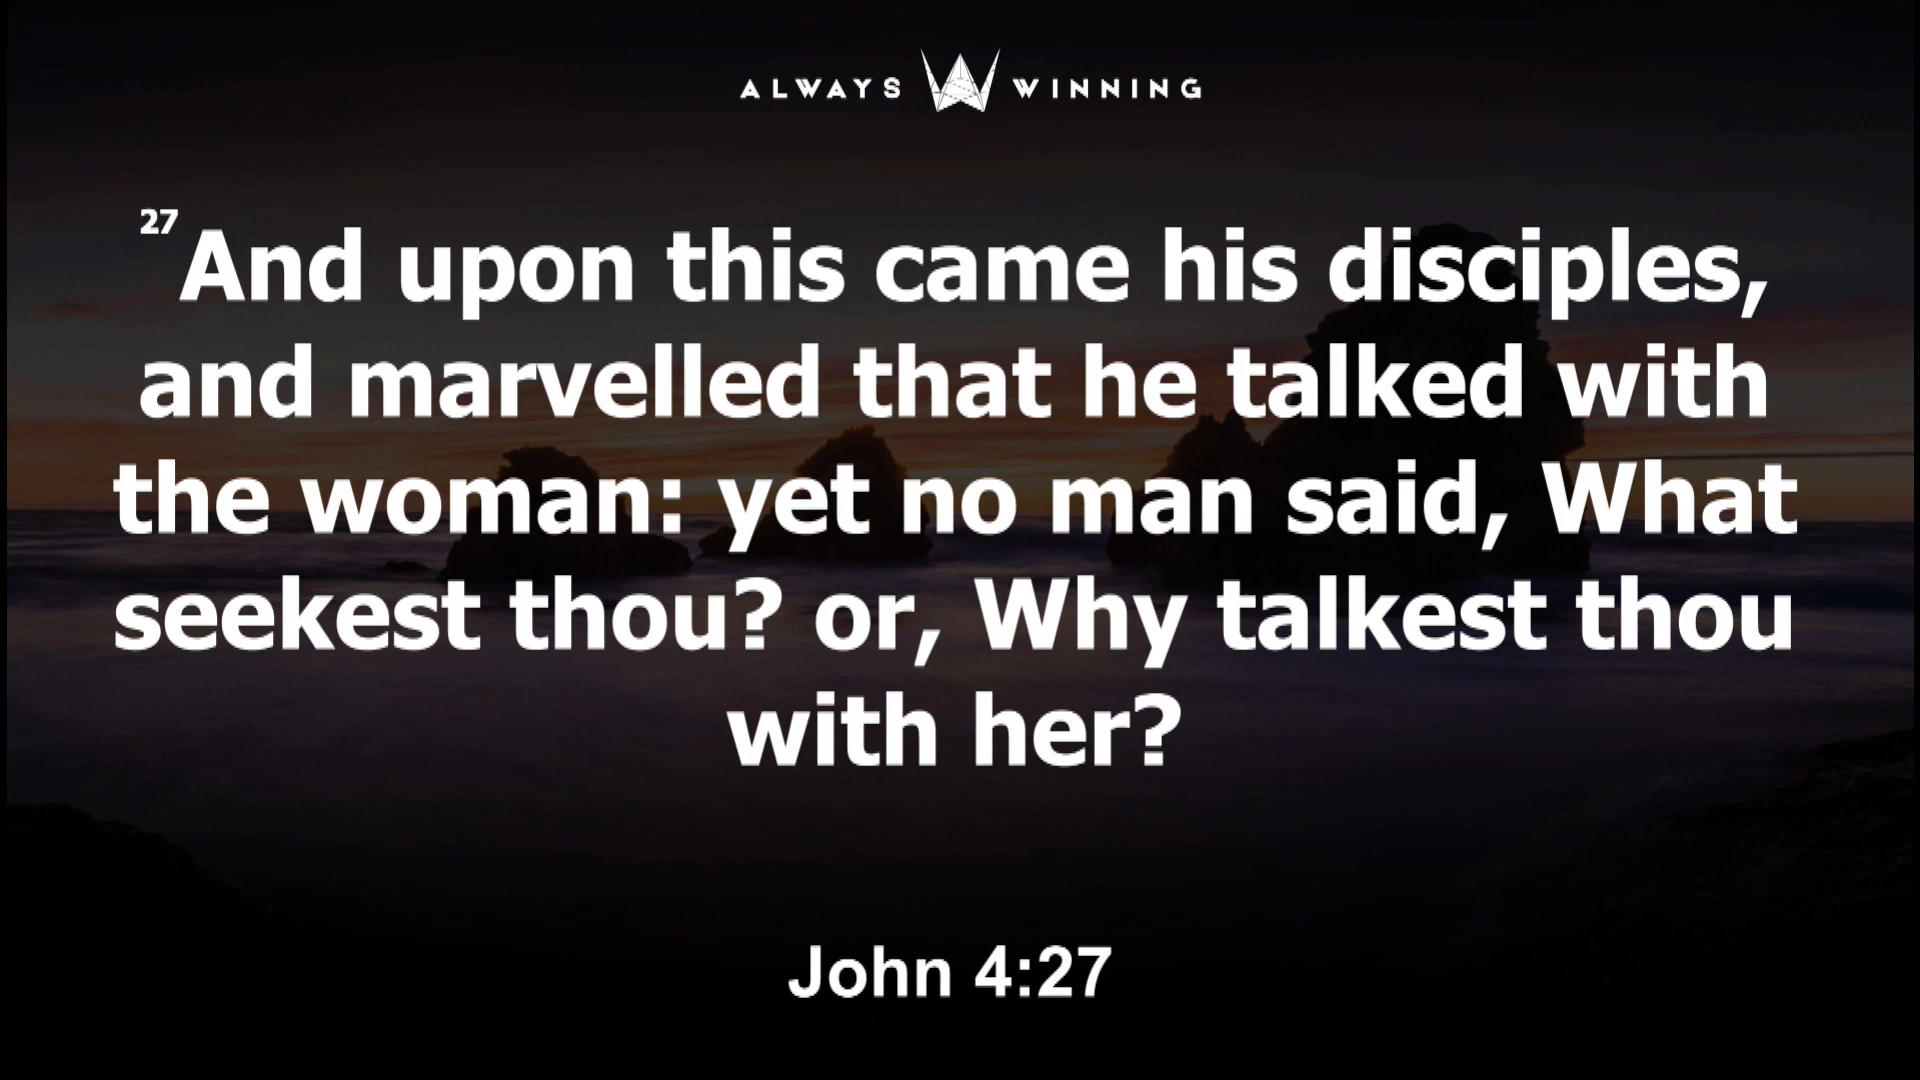 ALWAYS WINNING
27 And upon this came his disciples,
and marvelled that he talked with
the woman: yet no man said, What
seekest thou? or, Why talkest thou
with her?
John 4:27